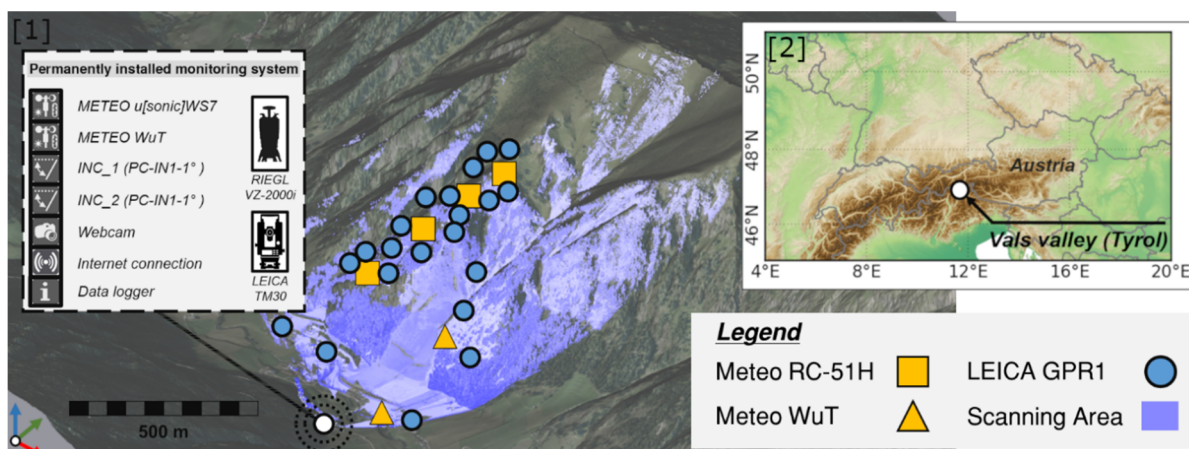 [1]
Permanently installed monitoring system
METEO u[sonic]WS7
METEO WuT
INC_1 (PC-IN1-1°)
INC_2 (PC-IN1-1°)
Webcam
Internet connection
Data logger
RIEGL
VZ-2000i
LEICA
TM30
500 m
[2]
50°N
48°N
46°N
4°E
8°E
12°E
16°E
20°E
Austria
Vals valley (Tyrol)
Legend
Meteo RC-51H
LEICA GPR1
Meteo WuT
Scanning Area